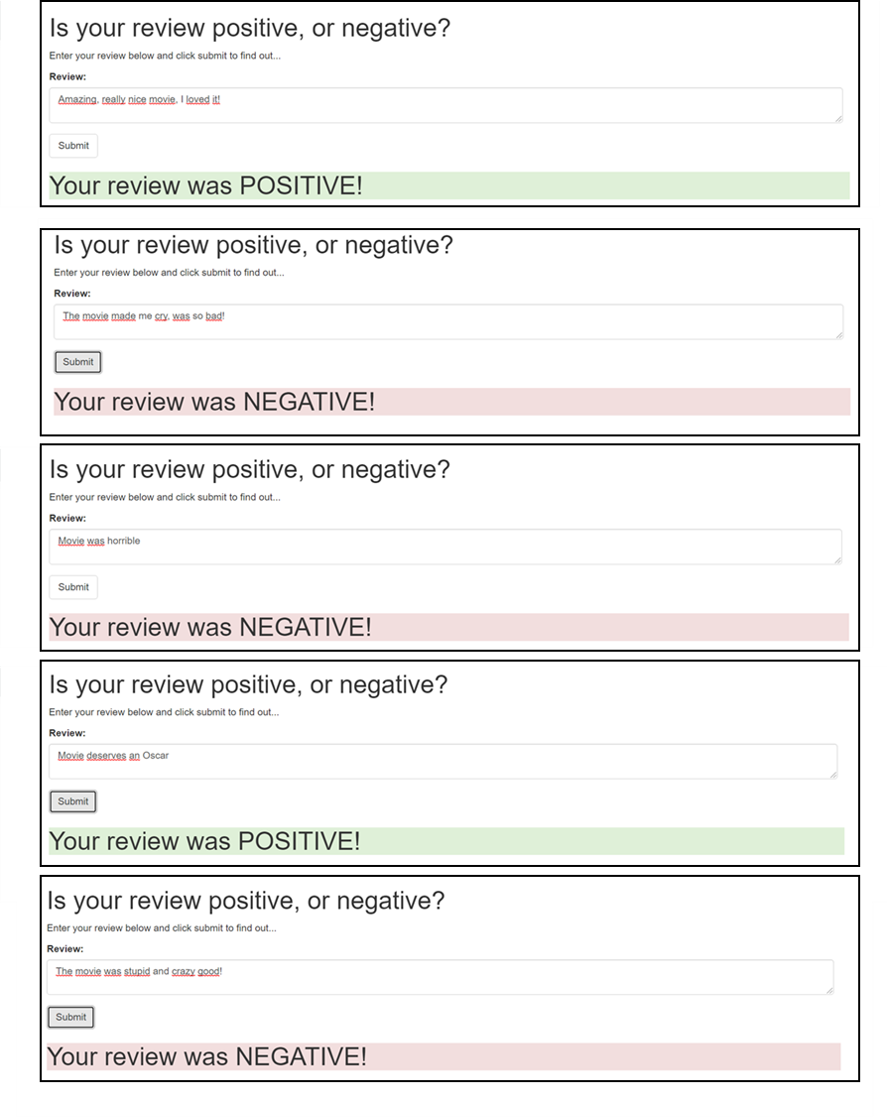 Is your review positive, or negative?
Enter your review below and click submit to find out...
Review:
Amazing, really nice movie, I loved it!
Submit
Your review was POSITIVE!
Is your review positive, or negative?
Enter your review below and click submit to find out...
Review:
The movie made me cry, was so bad!
Submit
Your review was NEGATIVE!
Is your review positive, or negative?
Enter your review below and click submit to find out...
Review:
Movie was horrible
Submit
Your review was NEGATIVE!
Is your review positive, or negative?
Enter your review below and click submit to find out...
Review:
Movie deserves an Oscar
Submit
Your review was POSITIVE!
Is your review positive, or negative?
Enter your review below and click submit to find out...
Review:
The movie was stupid and crazy good!
Submit
Your review was NEGATIVE!